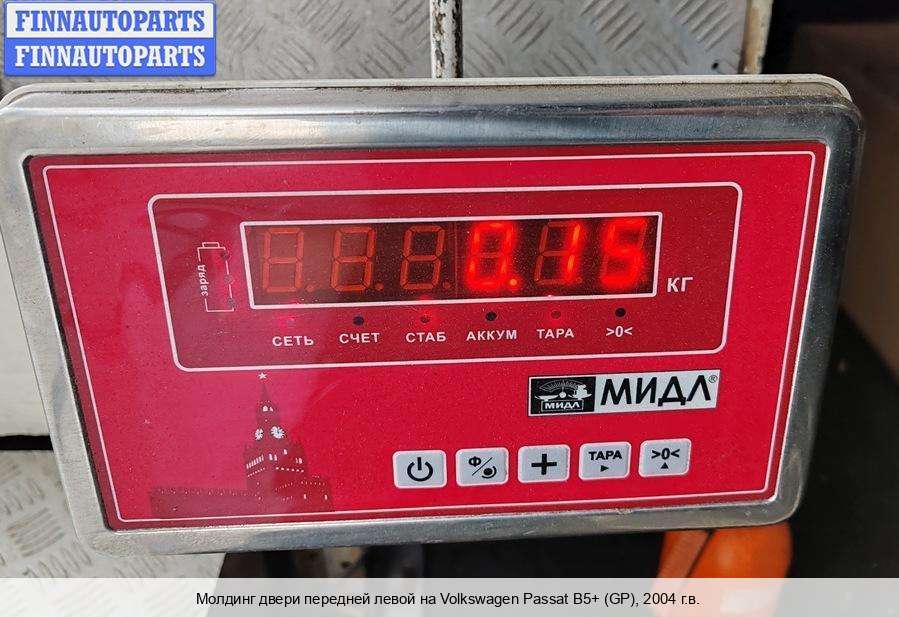 FINNAUTOPARTS
FINNAUTOPARTS
заряд
0.15
КГ
СЕТЬ СЧЕТ СТАБ АККУМ ТАРА >0<
МИДЛ МИДЛ®
Ф ТАРА >0<
Молдинг двери передней левой на Volkswagen Passat B5+ (GP), 2004 г.в.